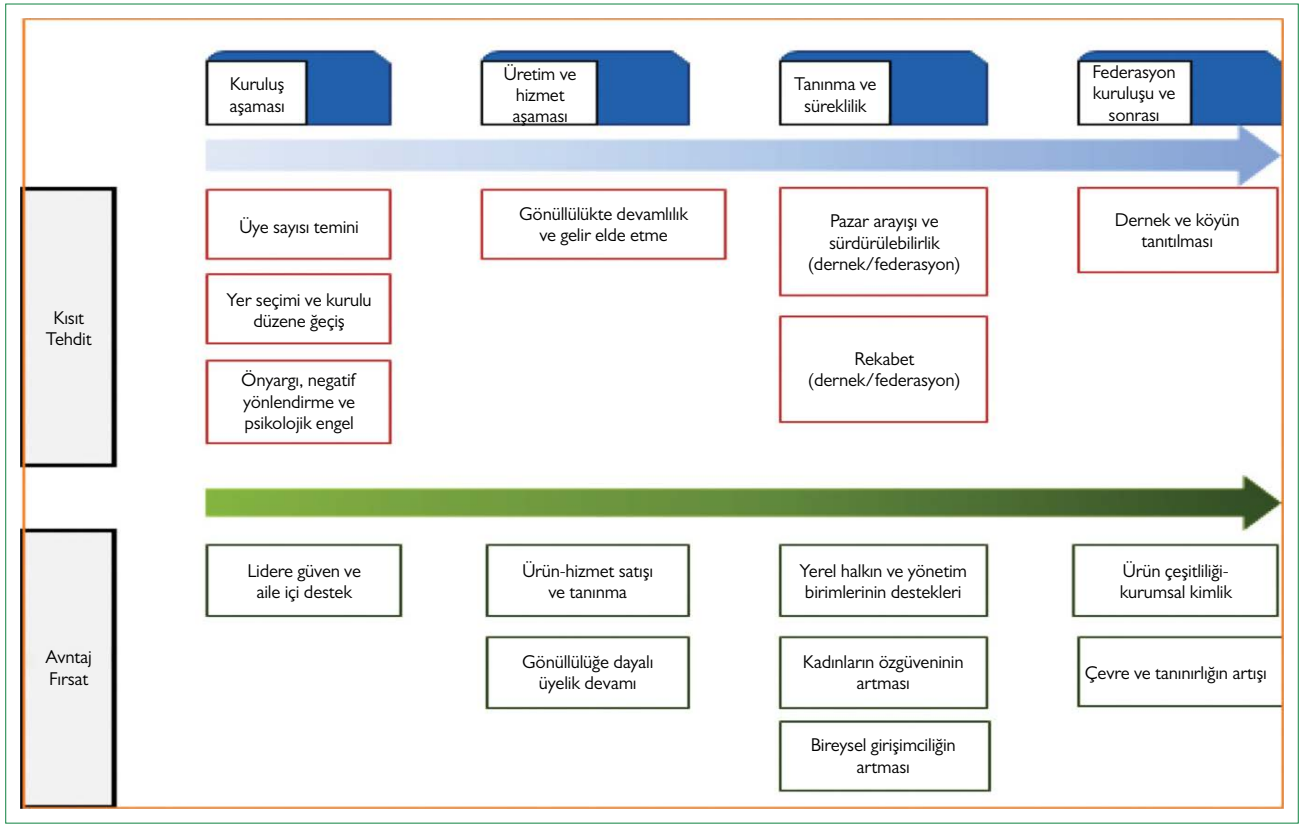 Kuruluş
aşaması
Üretim ve
hizmet
aşaması
Tanınma ve
süreklilik
Federasyon
kuruluşu ve
sonrası
Kısıt
Tehdit
Üye sayısı temini
Yer seçimi ve kurulu
düzene ğeçiş
Önyargı, negatif
yönlendirme ve
psikolojik engel
Gönüllülükte devamlılık
ve gelir elde etme
Pazar arayışı ve
sürdürülebilirlik
(dernek/federasyon)
Rekabet
(dernek/federasyon)
Dernek ve köyün
tanıtılması
Avntaj
Fırsat
Lidere güven ve
aile içi destek
Ürün-hizmet satışı
ve tanınma
Gönüllülüğe dayalı
üyelik devamı
Yerel halkın ve yönetim
birimlerinin destekleri
Kadınların özgüveninin
artması
Bireysel girişimciliğin
artması
Ürün çeşitliliği-
kurumsal kimlik
Çevre ve tanınırlığın artışı